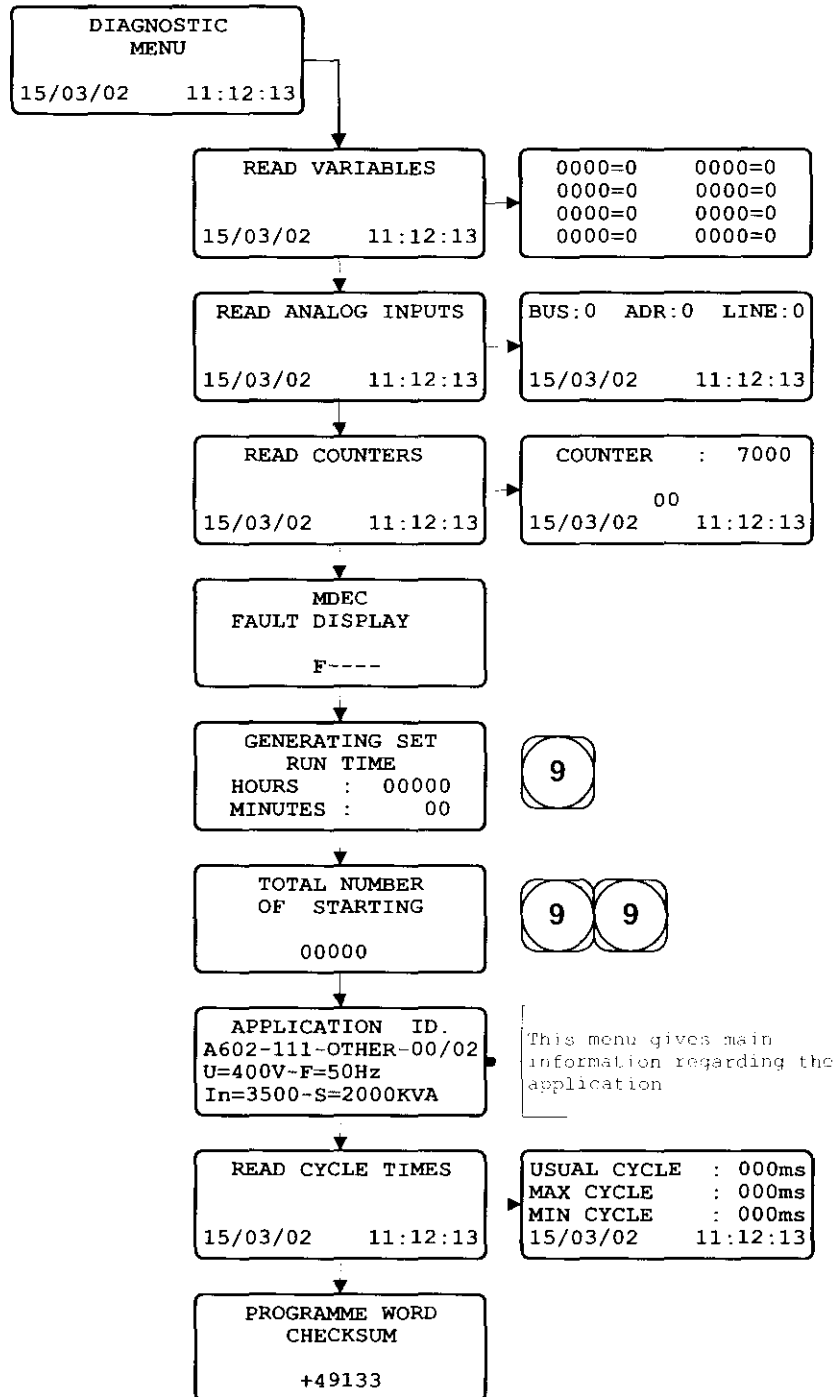 DIAGNOSTIC
MENU
15/03/02 11:12:13
READ VARIABLES
15/03/02 11:12:13
0000=0 0000=0
0000=0 0000=0
0000=0 0000=0
0000=0 0000=0
READ ANALOG INPUTS
15/03/02 11:12:13
BUS:0 ADR:0 LINE:0
15/03/02 11:12:13
READ COUNTERS
15/03/02 11:12:13
COUNTER : 7000
00
15/03/02 11:12:13
MDEC
FAULT DISPLAY
F----
GENERATING SET
RUN TIME
HOURS : 00000
MINUTES : 00
9
TOTAL NUMBER
OF STARTING
00000
9 9
APPLICATION ID.
A602-111-OTHER-00/02
U=400V-F=50Hz
In=3500-S=2000KVA
This menu gives main
information regarding the
application
READ CYCLE TIMES
15/03/02 11:12:13
USUAL CYCLE : 000ms
MAX CYCLE : 000ms
MIN CYCLE : 000ms
15/03/02 11:12:13
PROGRAMME WORD
CHECKSUM
+49133